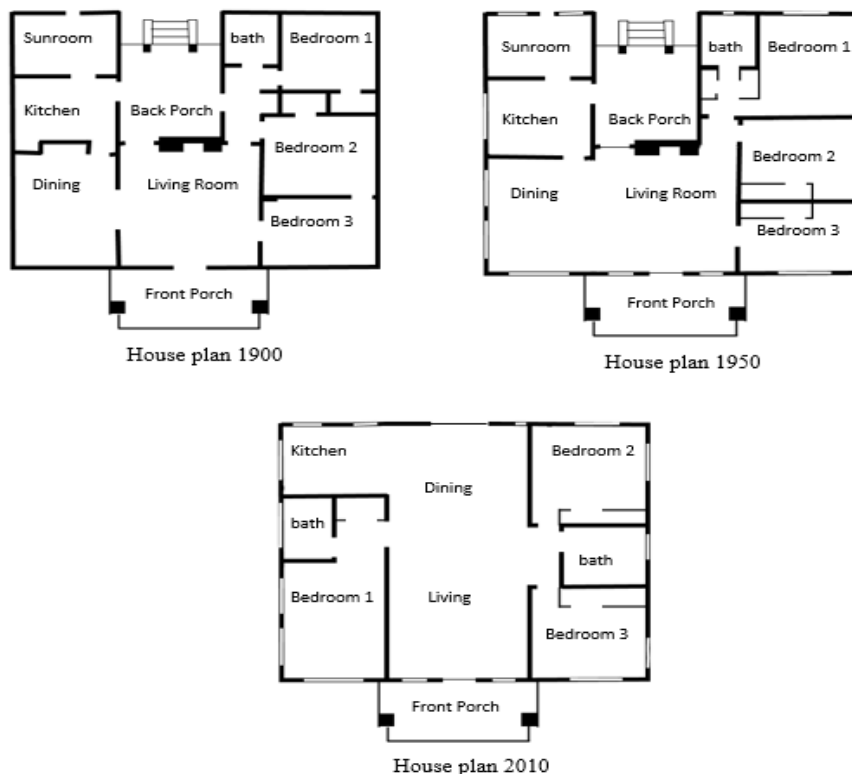 Sunroom
bath
Bedroom 1
Kitchen
Back Porch
Bedroom 2
Dining
Living Room
Bedroom 3
Front Porch
House plan 1900
Sunroom
bath
Bedroom 1
Kitchen
Back Porch
Bedroom 2
Dining
Living Room
Bedroom 3
Front Porch
House plan 1950
Kitchen
Bedroom 2
Dining
bath
bath
Bedroom 1
Living
Bedroom 3
Front Porch
House plan 2010